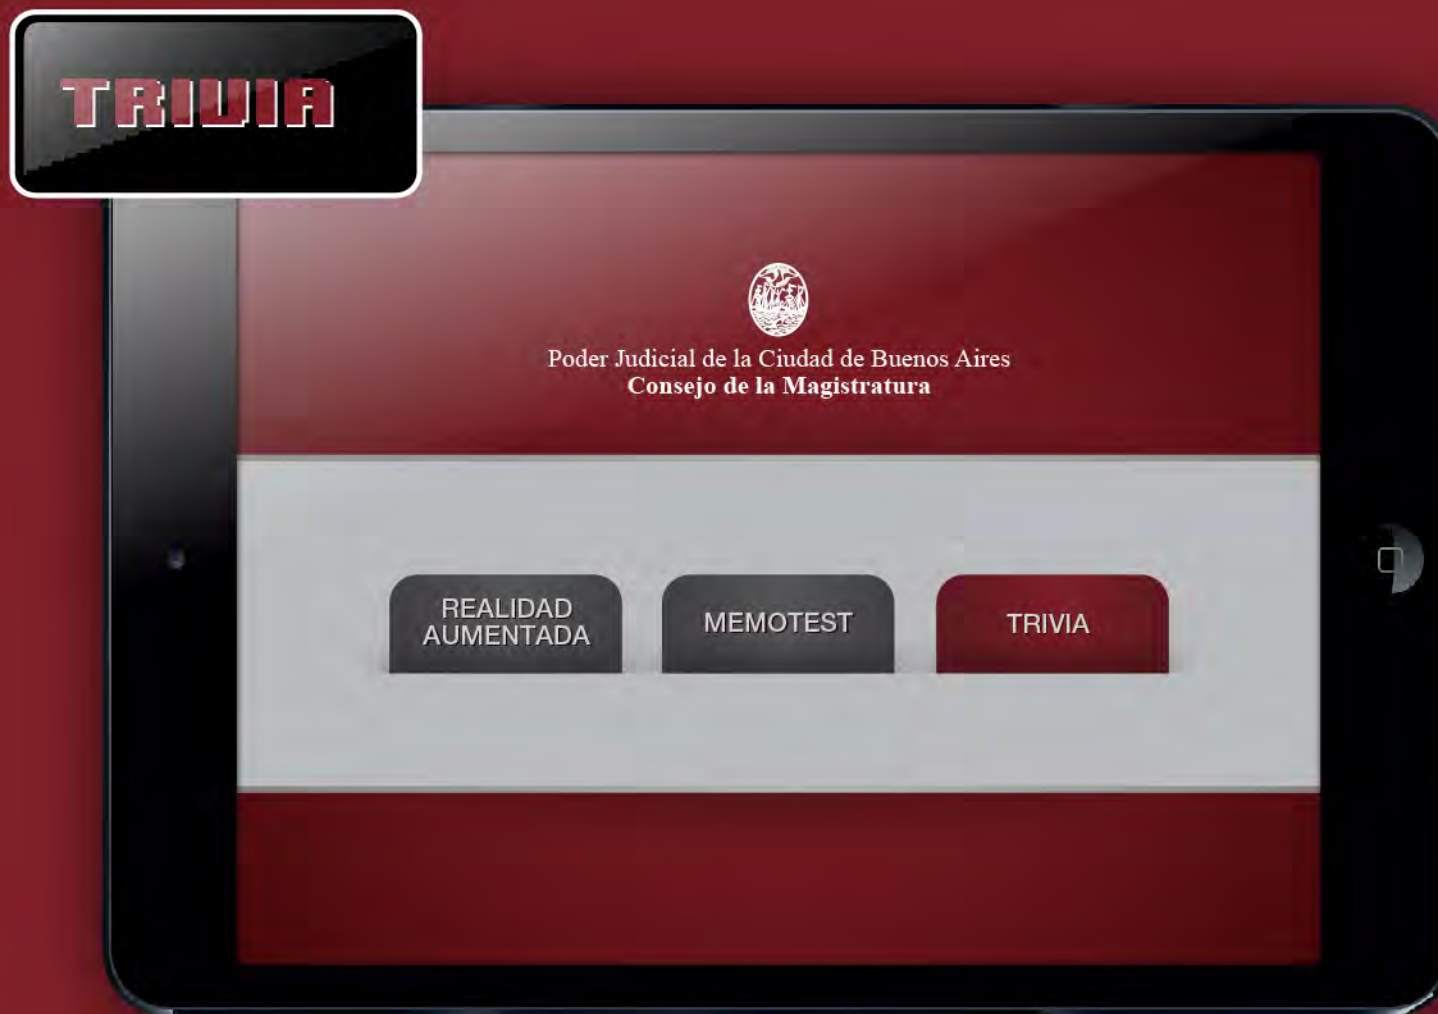 TRIVIA
Poder Judicial de la Ciudad de Buenos Aires
Consejo de la Magistratura
REALIDAD
AUMENTADA
MEMOTEST
TRIVIA